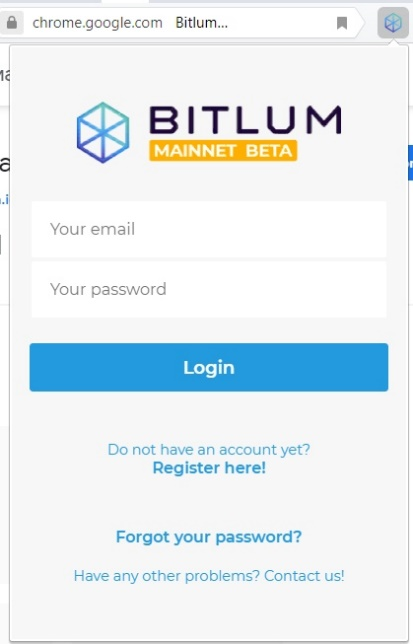 chrome.google.com Bitlum...
BITLUM
MAINNET BETA
Your email
Your password
Login
Do not have an account yet?
Register here!
Forgot your password?
Have any other problems? Contact us!